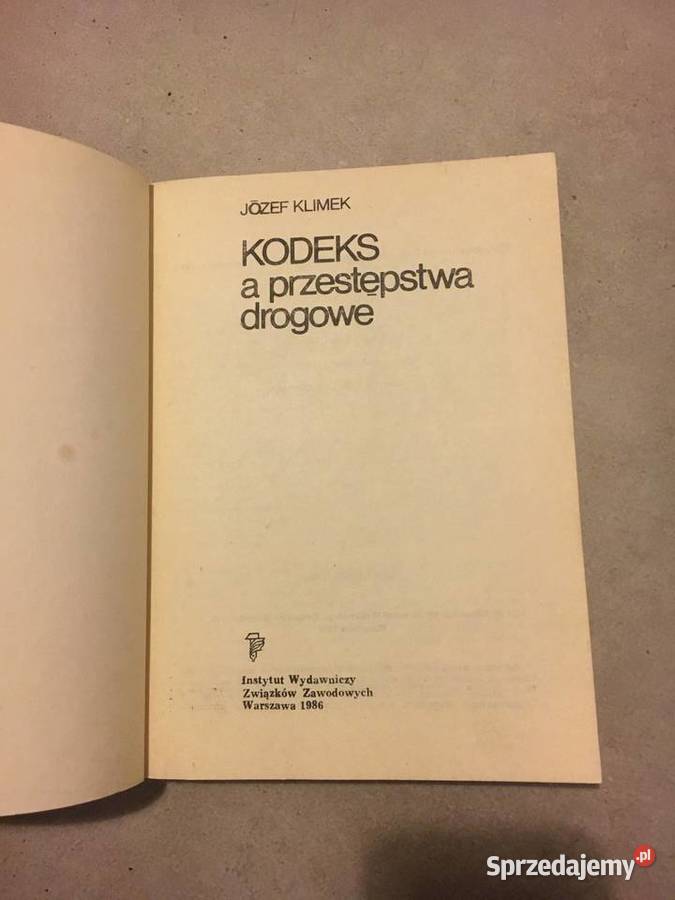 JÓZEF KLIMEK
KODEKS
a przestępstwa
drogowe
Instytut Wydawniczy
Związków Zawodowych
Warszawa 1986
Sprzedajemy.pl